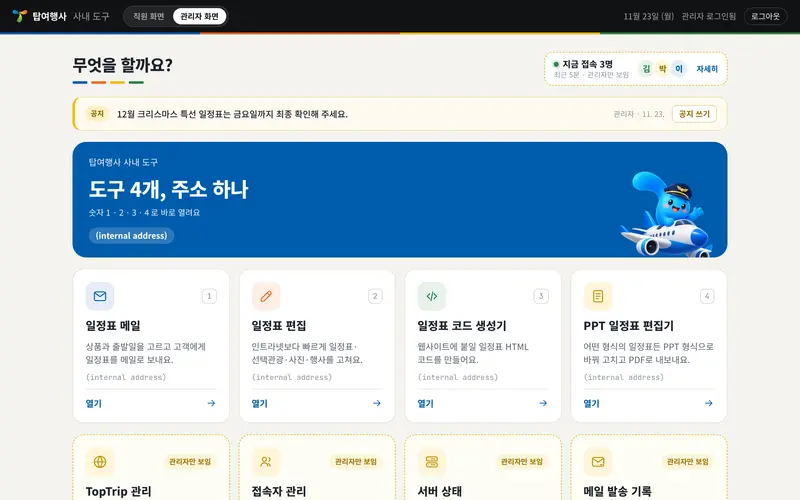 탑여행사 사내 도구 직원 화면 관리자 화면 11월 23일 (월) 관리자 로그인됨 로그아웃
무엇을 할까요?
지금 접속 3명 김 박 이 자세히
최근 5분 · 관리자만 보임
공지 12월 크리스마스 특선 일정표는 금요일까지 최종 확인해 주세요. 관리자 · 11. 23. 공지 쓰기
탑여행사 사내 도구
도구 4개, 주소 하나
숫자 1 · 2 · 3 · 4 로 바로 열려요
(internal address)
1
일정표 메일
상품과 출발일을 고르고 고객에게
일정표를 메일로 보내요.
(internal address)
열기 →
2
일정표 편집
인트라넷보다 빠르게 일정표·
선택관광·사진·행사를 고쳐요.
(internal address)
열기 →
3
일정표 코드 생성기
웹사이트에 붙일 일정표 HTML
코드를 만들어요.
(internal address)
열기 →
4
PPT 일정표 편집기
어떤 형식의 일정표든 PPT 형식으로
바꿔 고치고 PDF로 내보내요.
(internal address)
열기 →
관리자만 보임
TopTrip 관리
관리자만 보임
접속자 관리
관리자만 보임
서버 상태
관리자만 보임
메일 발송 기록